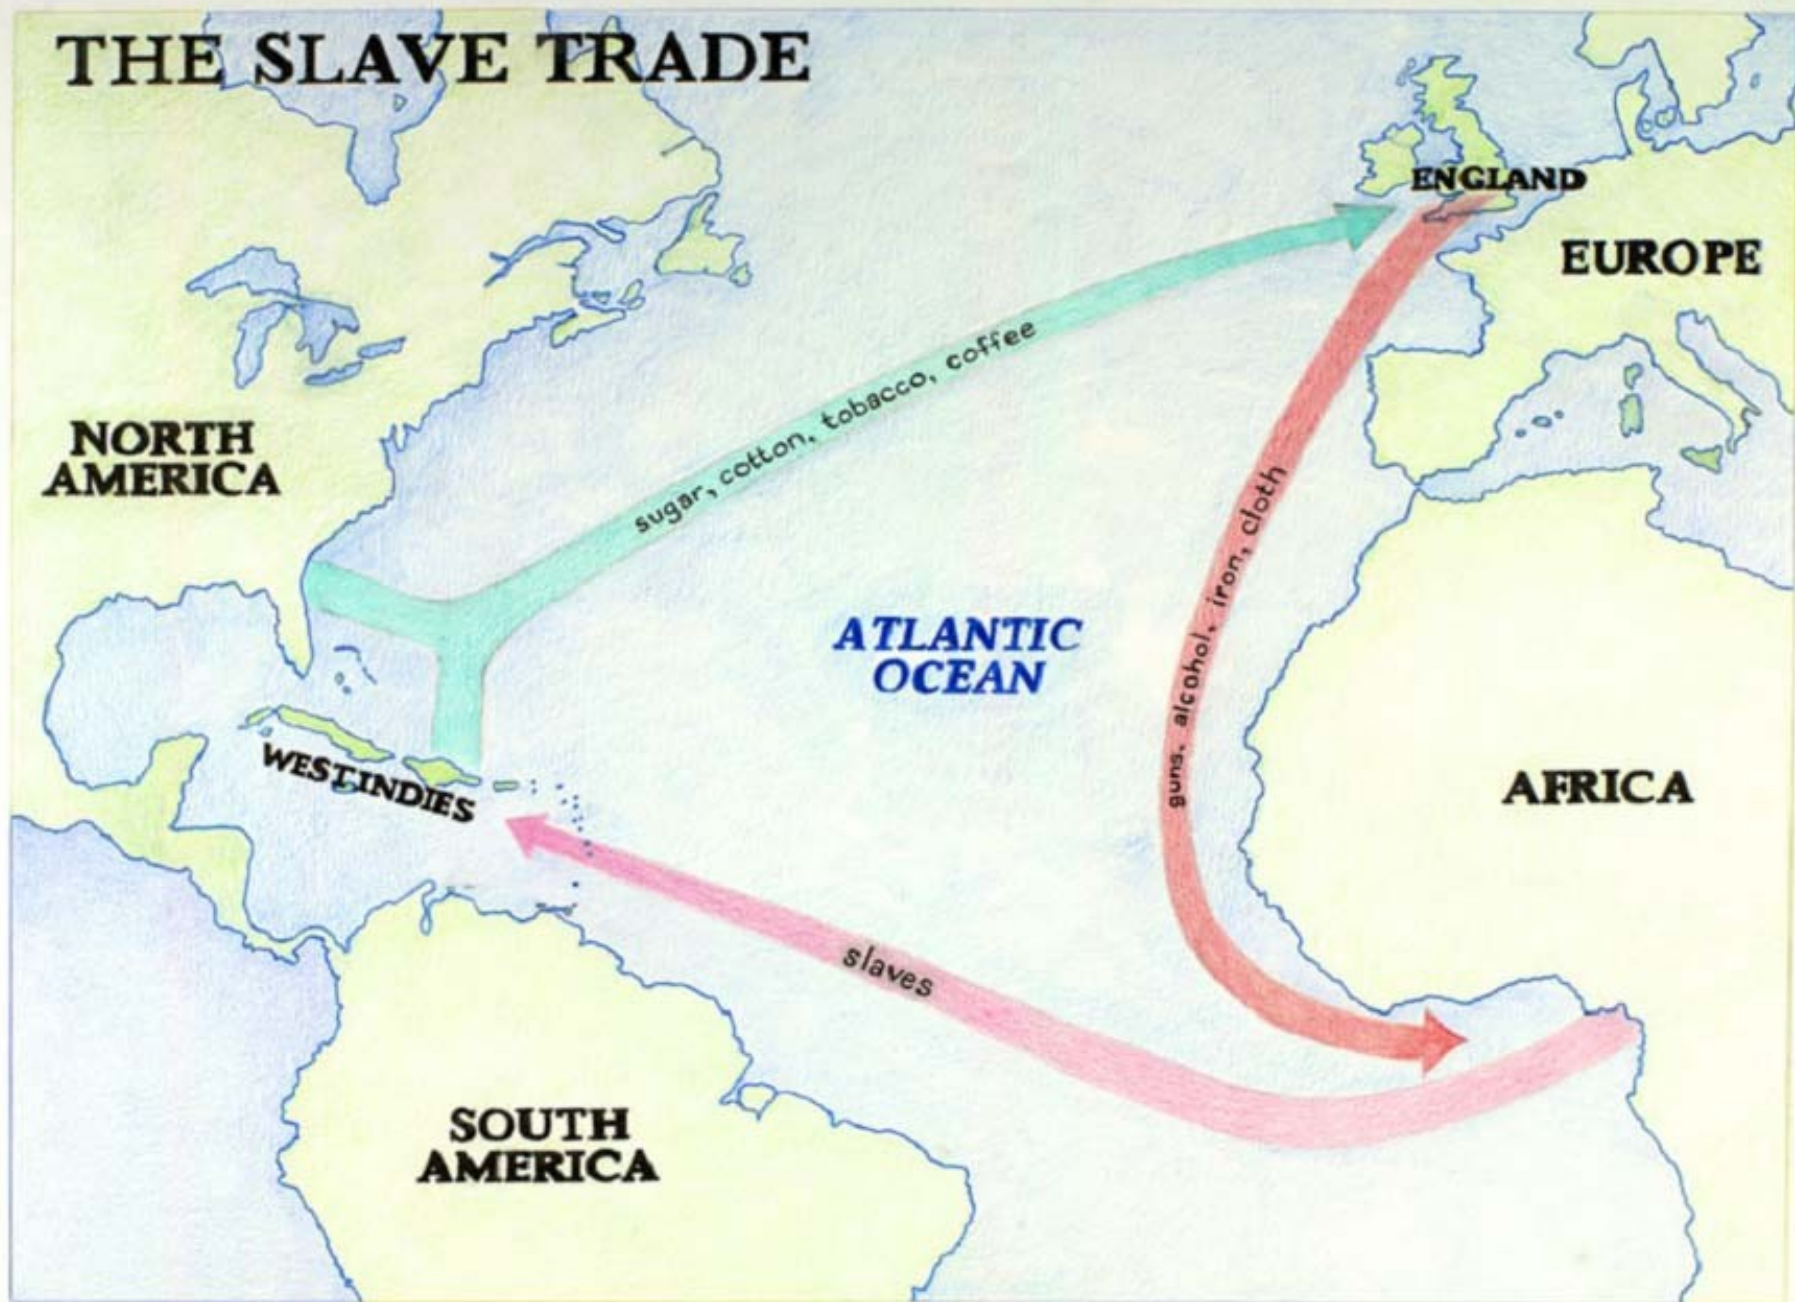 THE SLAVE TRADE
ENGLAND
EUROPE
NORTH
AMERICA
sugar, cotton, tobacco, coffee
guns, alcohol, iron, cloth
ATLANTIC
OCEAN
WEST INDIES
AFRICA
slaves
SOUTH
AMERICA